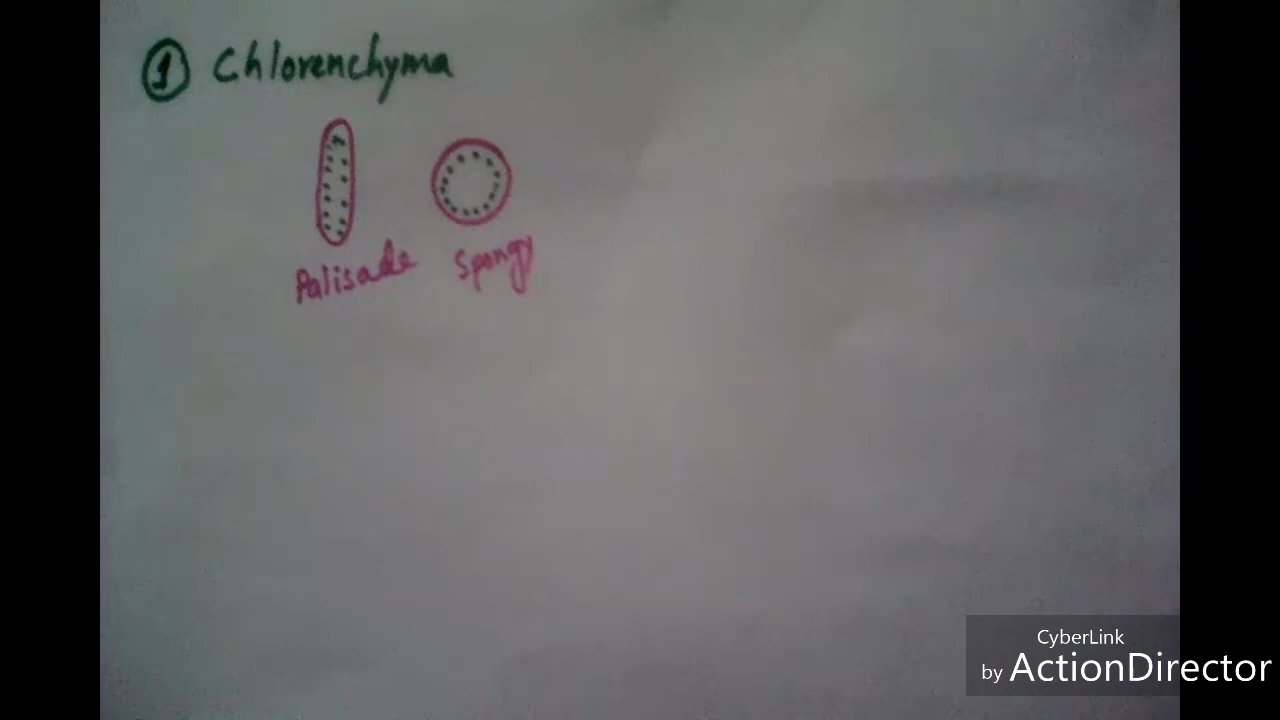 1 Chlorenchyma
Palisade Spongy
CyberLink
by ActionDirector